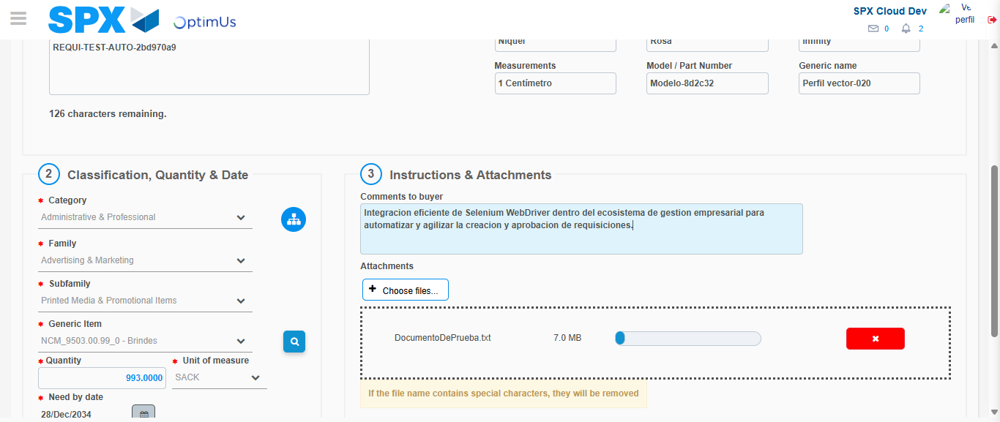 SPX
OptimUs
SPX Cloud Dev
0
2
Ve
perfil
REQUI-TEST-AUTO-2bd970a9
126 characters remaining.
Niquel
Rosa
Infinity
Measurements
Model / Part Number
Generic name
1 Centímetro
Modelo-8d2c32
Perfil vector-020
2
Classification, Quantity & Date
* Category
Administrative & Professional
* Family
Advertising & Marketing
* Subfamily
Printed Media & Promotional Items
* Generic Item
NCM_9503.00.99_0 - Brindes
* Quantity
* Unit of measure
993.0000
SACK
* Need by date
28/Dec/2034
3
Instructions & Attachments
Comments to buyer
Integracion eficiente de Selenium WebDriver dentro del ecosistema de gestion empresarial para
automatizar y agilizar la creacion y aprobacion de requisiciones.
Attachments
+ Choose files...
DocumentoDePrueba.txt
7.0 MB
If the file name contains special characters, they will be removed